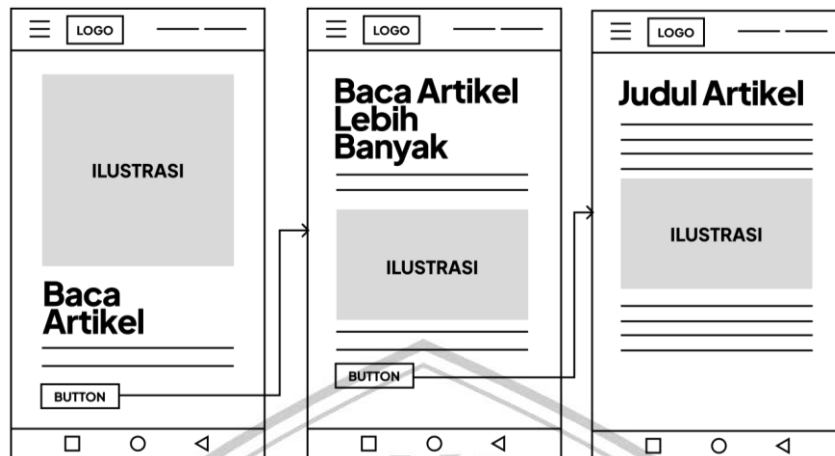 LOGO
ILUSTRASI
Baca
Artikel
BUTTON
LOGO
Baca Artikel
Lebih
Banyak
ILUSTRASI
BUTTON
LOGO
Judul Artikel
ILUSTRASI